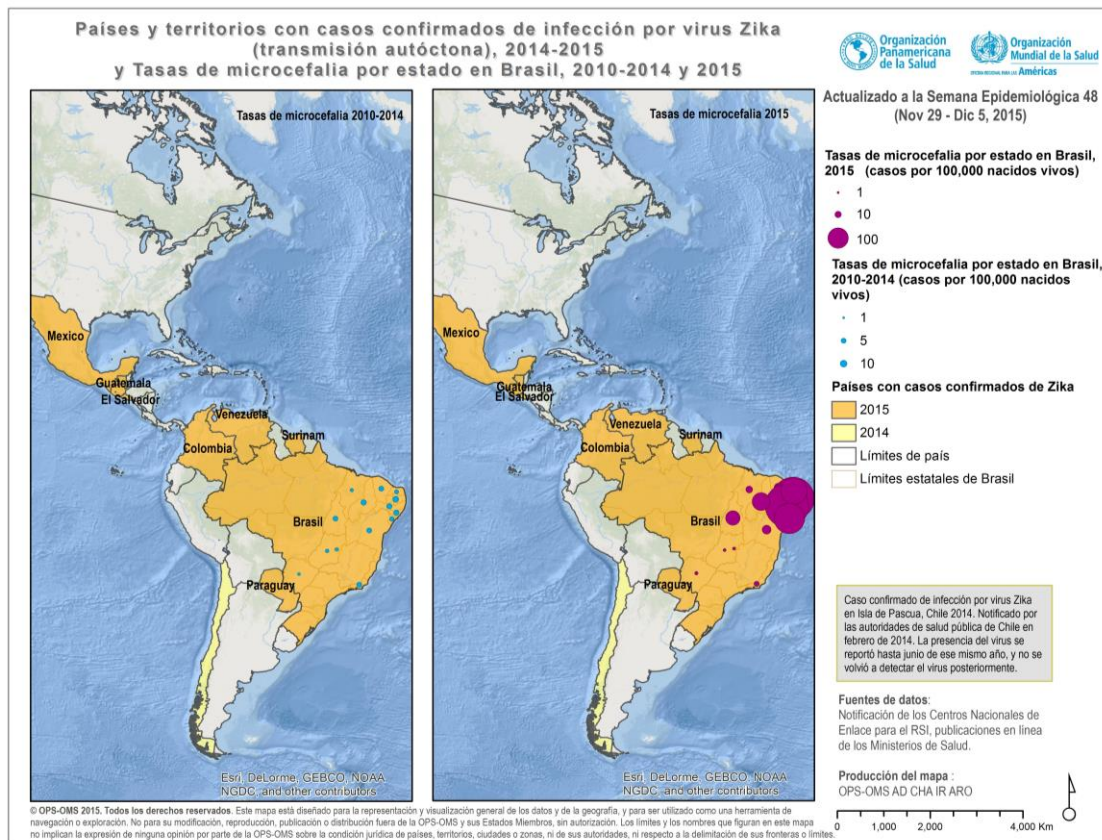 Países y territorios con casos confirmados de infección por virus Zika
(transmisión autóctona), 2014-2015
y Tasas de microcefalia por estado en Brasil, 2010-2014 y 2015
Organización
Panamericana
de la Salud
Organización
Mundial de la Salud
OFICINA REGIONAL PARA LAS Américas
Actualizado a la Semana Epidemiológica 48
(Nov 29 - Dic 5, 2015)
Tasas de microcefalia 2010-2014
Mexico
Guatemala
El Salvador
Venezuela
Surinam
Colombia
Brasil
Paraguay
Esri, DeLorme, GEBCO, NOAA
NGDC, and other contributors
Tasas de microcefalia 2015
Mexico
Guatemala
El Salvador
Venezuela
Surinam
Colombia
Brasil
Paraguay
Esri, DeLorme, GEBCO, NOAA
NGDC, and other contributors
Tasas de microcefalia por estado en Brasil,
2015 (casos por 100,000 nacidos vivos)
1
10
100
Tasas de microcefalia por estado en Brasil,
2010-2014 (casos por 100,000 nacidos
vivos)
1
5
10
Países con casos confirmados de Zika
2015
2014
Límites de país
Límites estatales de Brasil
Caso confirmado de infección por virus Zika
en Isla de Pascua, Chile 2014. Notificado por
las autoridades de salud pública de Chile en
febrero de 2014. La presencia del virus se
reportó hasta junio de ese mismo año, y no se
volvió a detectar el virus posteriormente.
Fuentes de datos:
Notificación de los Centros Nacionales de
Enlace para el RSI, publicaciones en línea
de los Ministerios de Salud.
Producción del mapa :
OPS-OMS AD CHA IR ARO
0 1,000 2,000 4,000 Km
© OPS-OMS 2015. Todos los derechos reservados. Este mapa está diseñado para la representación y visualización general de los datos y de la geografía, y para ser utilizado como una herramienta de
navegación o exploración. No para su modificación, reproducción, publicación o distribución fuera de la OPS-OMS y sus Estados Miembros, sin autorización. Los límites y los nombres que figuran en este mapa
no implican la expresión de ninguna opinión por parte de la OPS-OMS sobre la condición jurídica de países, territorios, ciudades o zonas, ni de sus autoridades, ni respecto a la delimitación de sus fronteras o límites.